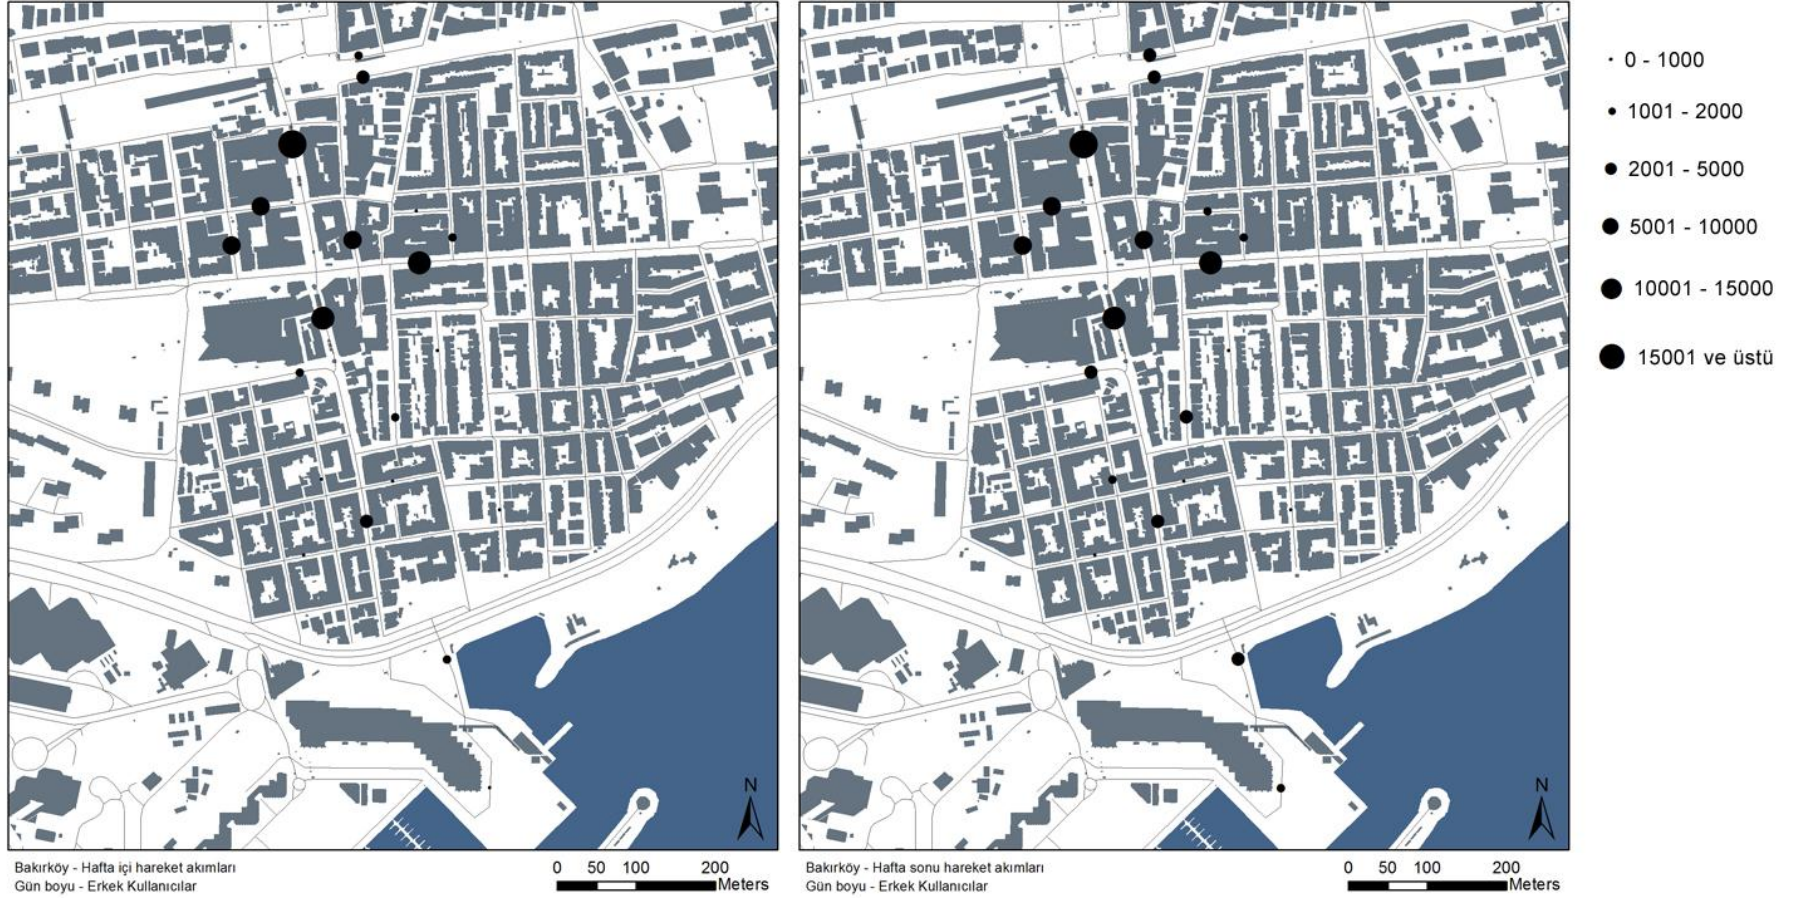 0 - 1000
1001 - 2000
2001 - 5000
5001 - 10000
10001 - 15000
15001 ve üstü
N
Bakırköy - Hafta içi hareket akımları
Gün boyu - Erkek Kullanıcılar
0 50 100 200
Meters
N
Bakırköy - Hafta sonu hareket akımları
Gün boyu - Erkek Kullanıcılar
0 50 100 200
Meters